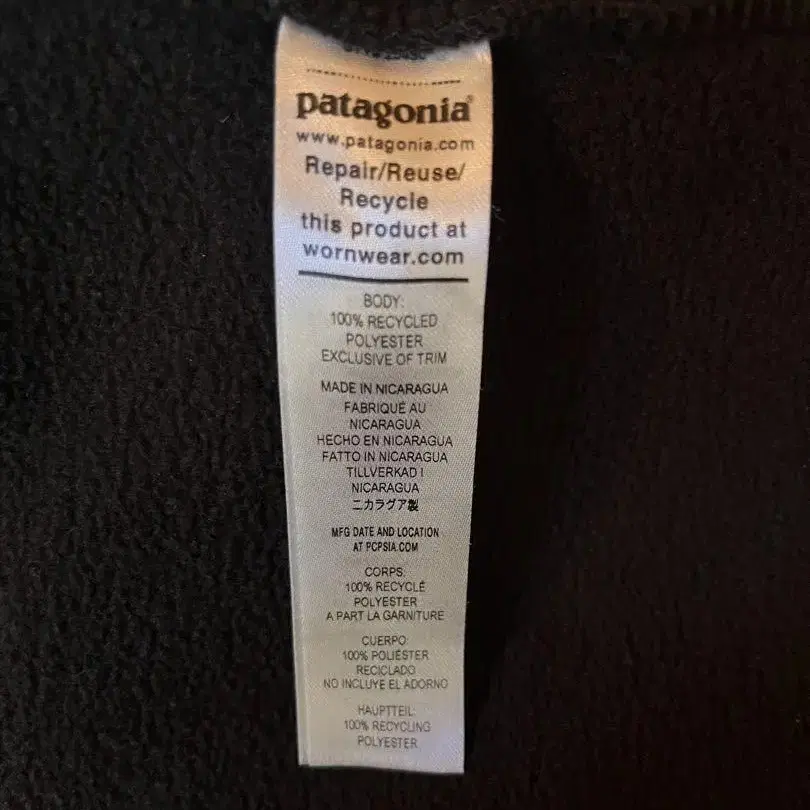 patagonia®
www.patagonia.com
Repair/Reuse/
Recycle
this product at
wornwear.com
BODY:
100% RECYCLED
POLYESTER
EXCLUSIVE OF TRIM
MADE IN NICARAGUA
FABRIQUÉ AU
NICARAGUA
HECHO EN NICARAGUA
FATTO IN NICARAGUA
TILLVERKAD I
NICARAGUA
ニカラグア製
MFG DATE AND LOCATION
AT PCPSIA.COM
CORPS:
100% RECYCLÉ
POLYESTER
A PART LA GARNITURE
CUERPO:
100% POLIÉSTER
RECICLADO
NO INCLUYE EL ADORNO
HAUPTTEIL:
100% RECYCLING
POLYESTER